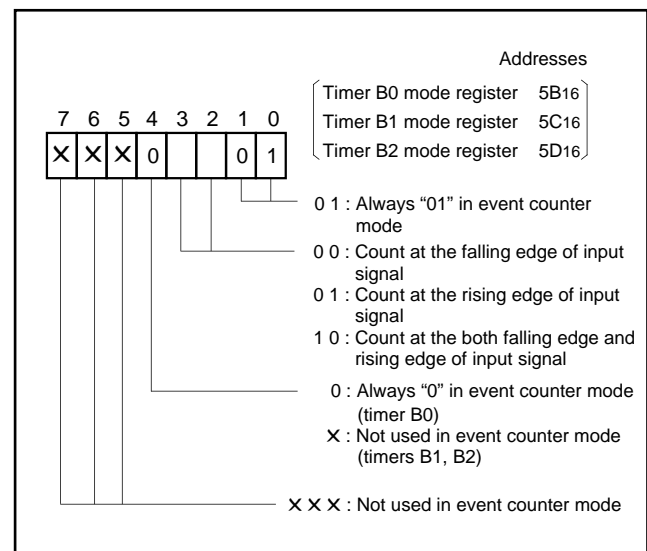 Addresses
Timer B0 mode register 5B16
Timer B1 mode register 5C16
Timer B2 mode register 5D16
7 6 5 4 3 2 1 0
× × × 0 0 1
0 1 : Always “01” in event counter
mode
0 0 : Count at the falling edge of input
signal
0 1 : Count at the rising edge of input
signal
1 0 : Count at the both falling edge and
rising edge of input signal
0 : Always “0” in event counter mode
(timer B0)
× : Not used in event counter mode
(timers B1, B2)
× × × : Not used in event counter mode